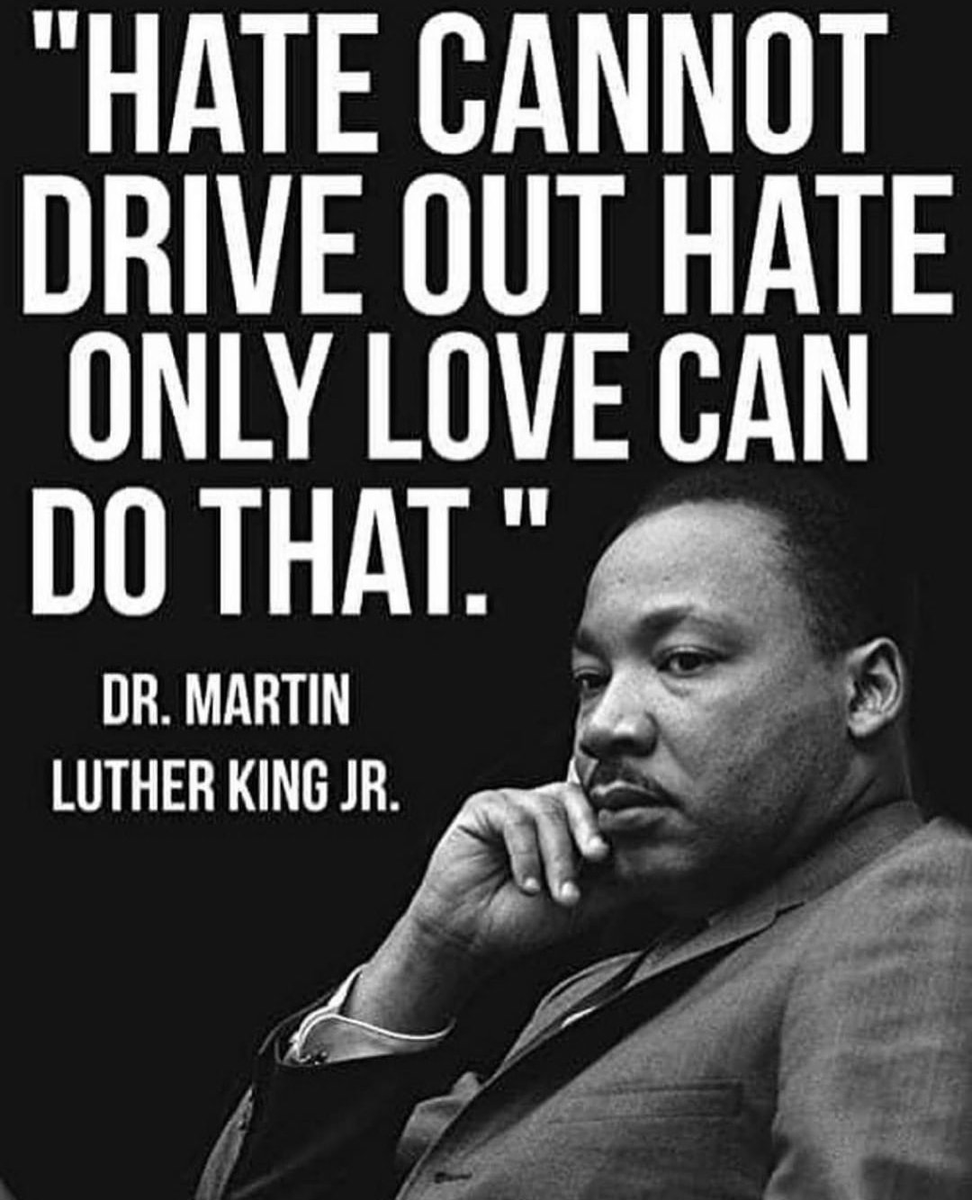 "HATE CANNOT
DRIVE OUT HATE
ONLY LOVE CAN
DO THAT."
DR. MARTIN
LUTHER KING JR.